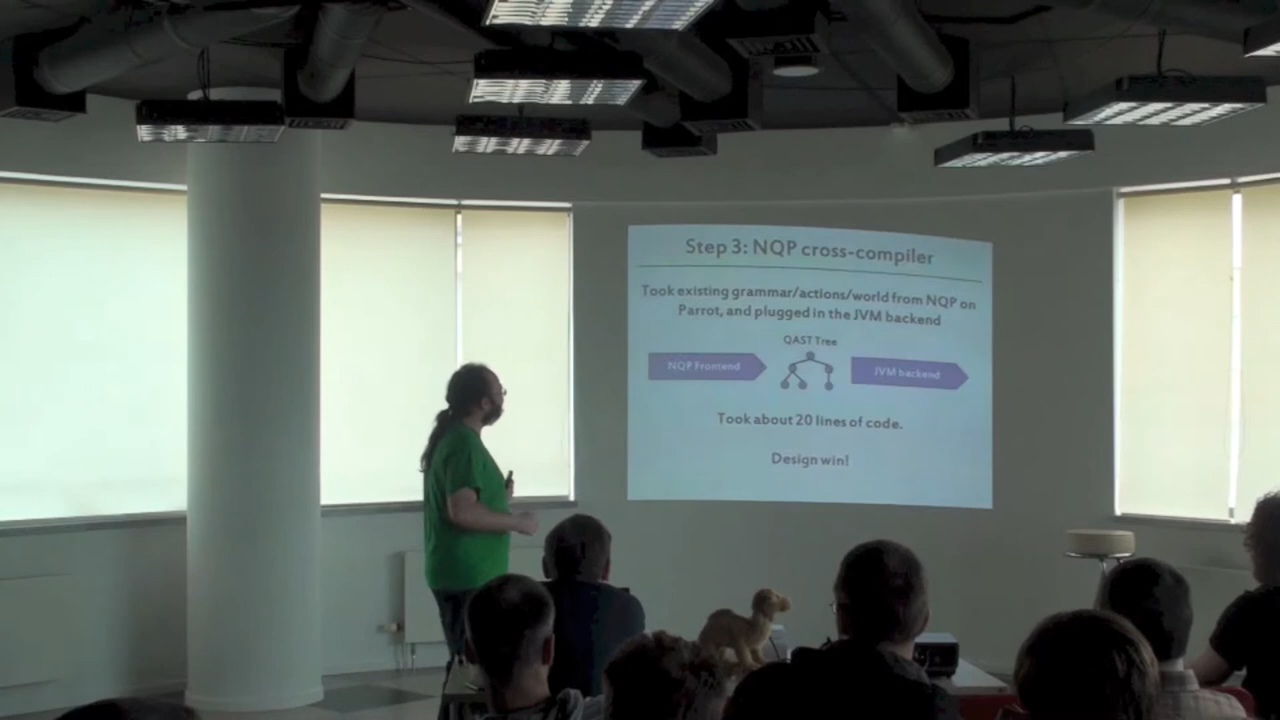 Step 3: NQP cross-compiler
Took existing grammar/actions/world from NQP on
Parrot, and plugged in the JVM backend
QAST Tree
NQP Frontend
JVM backend
Took about 20 lines of code.
Design win!